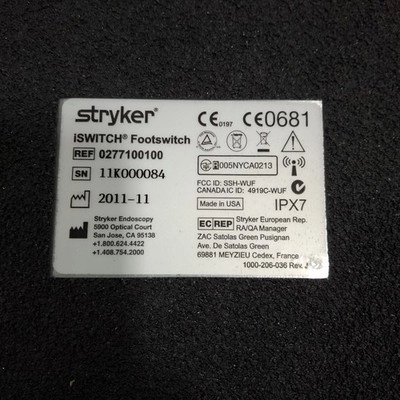 stryker®
CE 0197 CE0681
iSWITCH® Footswitch
REF 0277100100
SN 11K000084
R 005NYCA0213
2011-11
FCC ID: SSH-WUF
CANADA IC ID: 4919C-WUF
Made in USA
IPX7
Stryker Endoscopy
5900 Optical Court
San Jose, CA 95138
+1.800.624.4422
+1.408.754.2000
EC REP Stryker European Rep.
RA/QA Manager
ZAC Satolas Green Pusignan
Ave. De Satolas Green
69881 MEYZIEU Cedex, France
1000-206-036 Rev. J